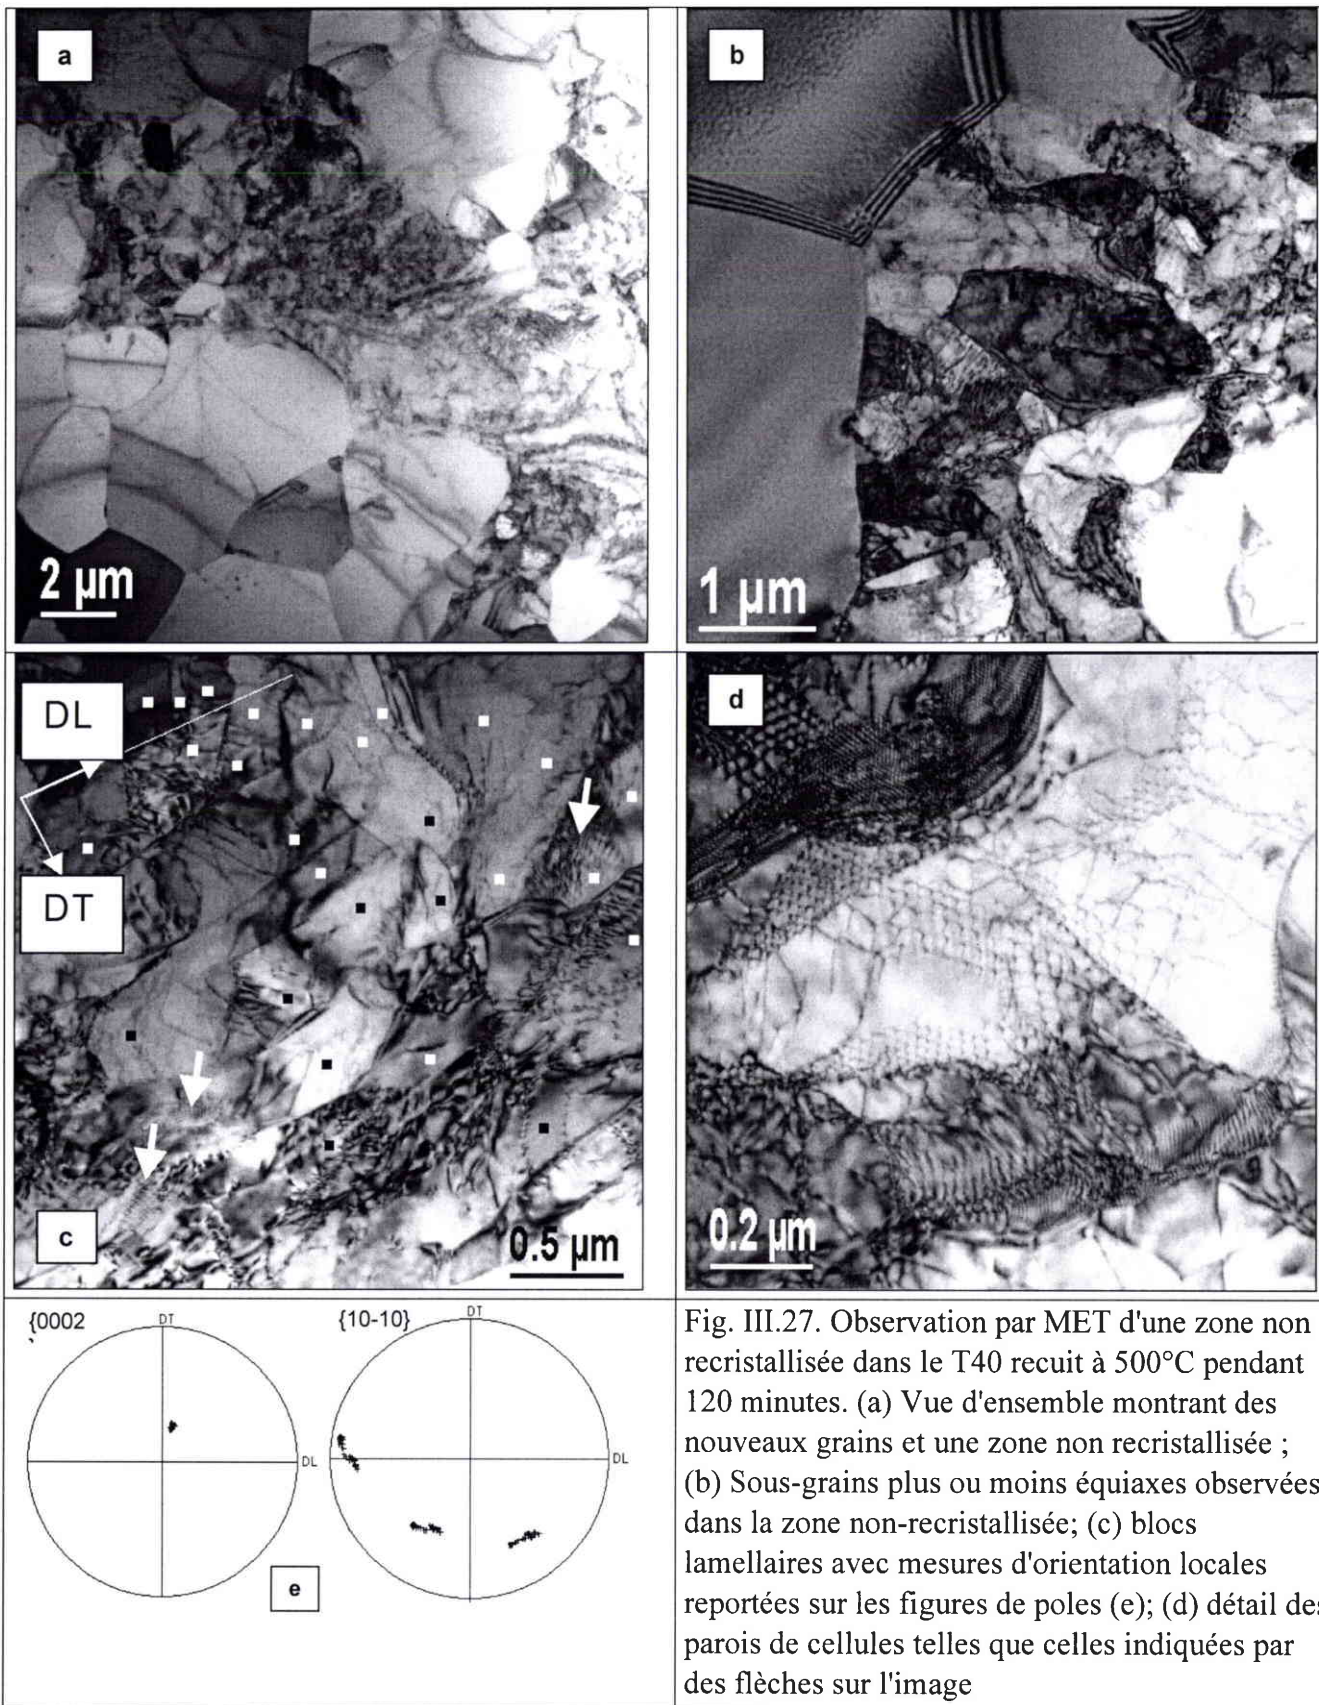 a
b
2 µm
1 µm
DL
DT
c
0.5 µm
d
0.2 µm
{0002
DT
DL
{10-10}
DT
DL
e
Fig. III.27. Observation par MET d'une zone non
recristallisée dans le T40 recuit à 500°C pendant
120 minutes. (a) Vue d'ensemble montrant des
nouveaux grains et une zone non recristallisée ;
(b) Sous-grains plus ou moins équiaxes observées
dans la zone non-recristallisée; (c) blocs
lamellaires avec mesures d'orientation locales
reportées sur les figures de poles (e); (d) détail des
parois de cellules telles que celles indiquées par
des flèches sur l'image